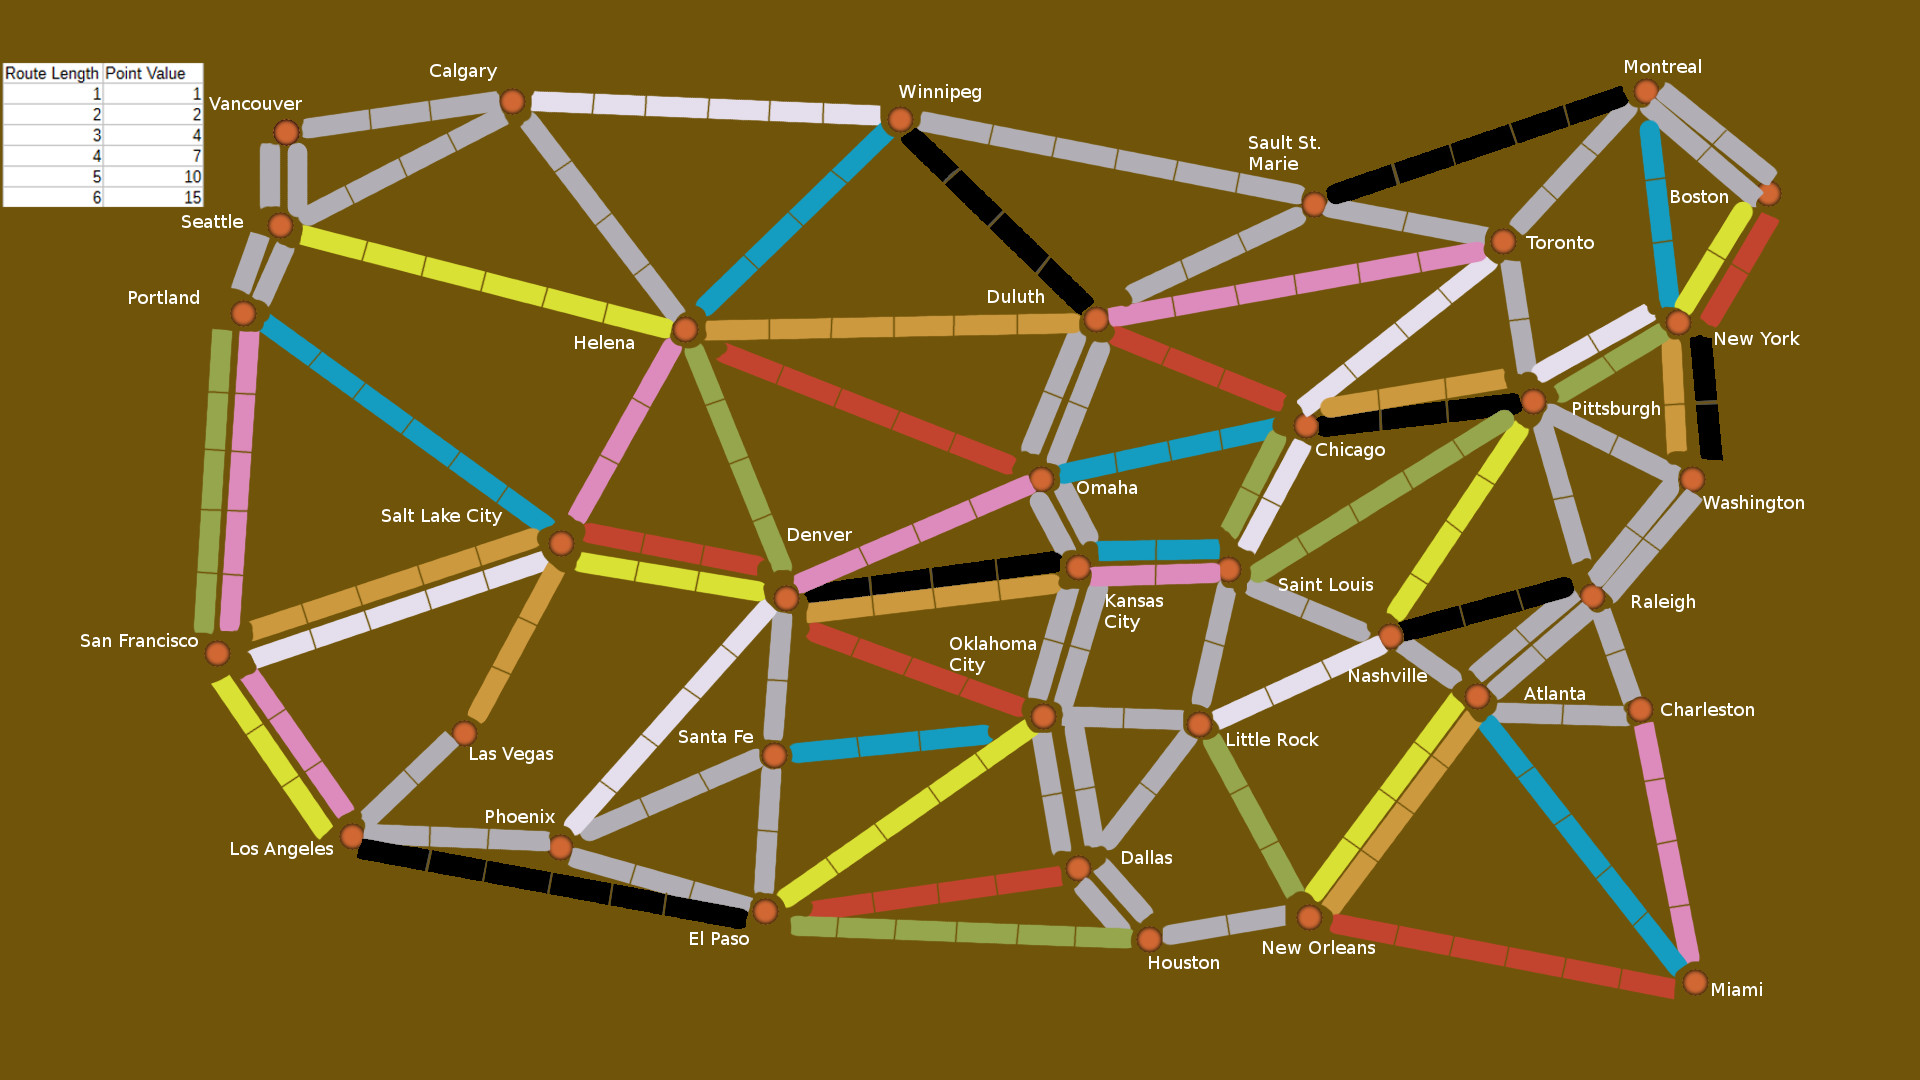 Route Length Point Value
1 1
2 2
3 4
4 7
5 10
6 15
Calgary
Vancouver
Winnipeg
Montreal
Sault St.
Marie
Boston
Seattle
Toronto
Portland
Duluth
Helena
New York
Pittsburgh
Chicago
Omaha
Washington
Salt Lake City
Denver
Saint Louis
Kansas
City
Raleigh
San Francisco
Oklahoma
City
Nashville
Atlanta
Charleston
Santa Fe
Little Rock
Las Vegas
Phoenix
Los Angeles
Dallas
El Paso
New Orleans
Houston
Miami